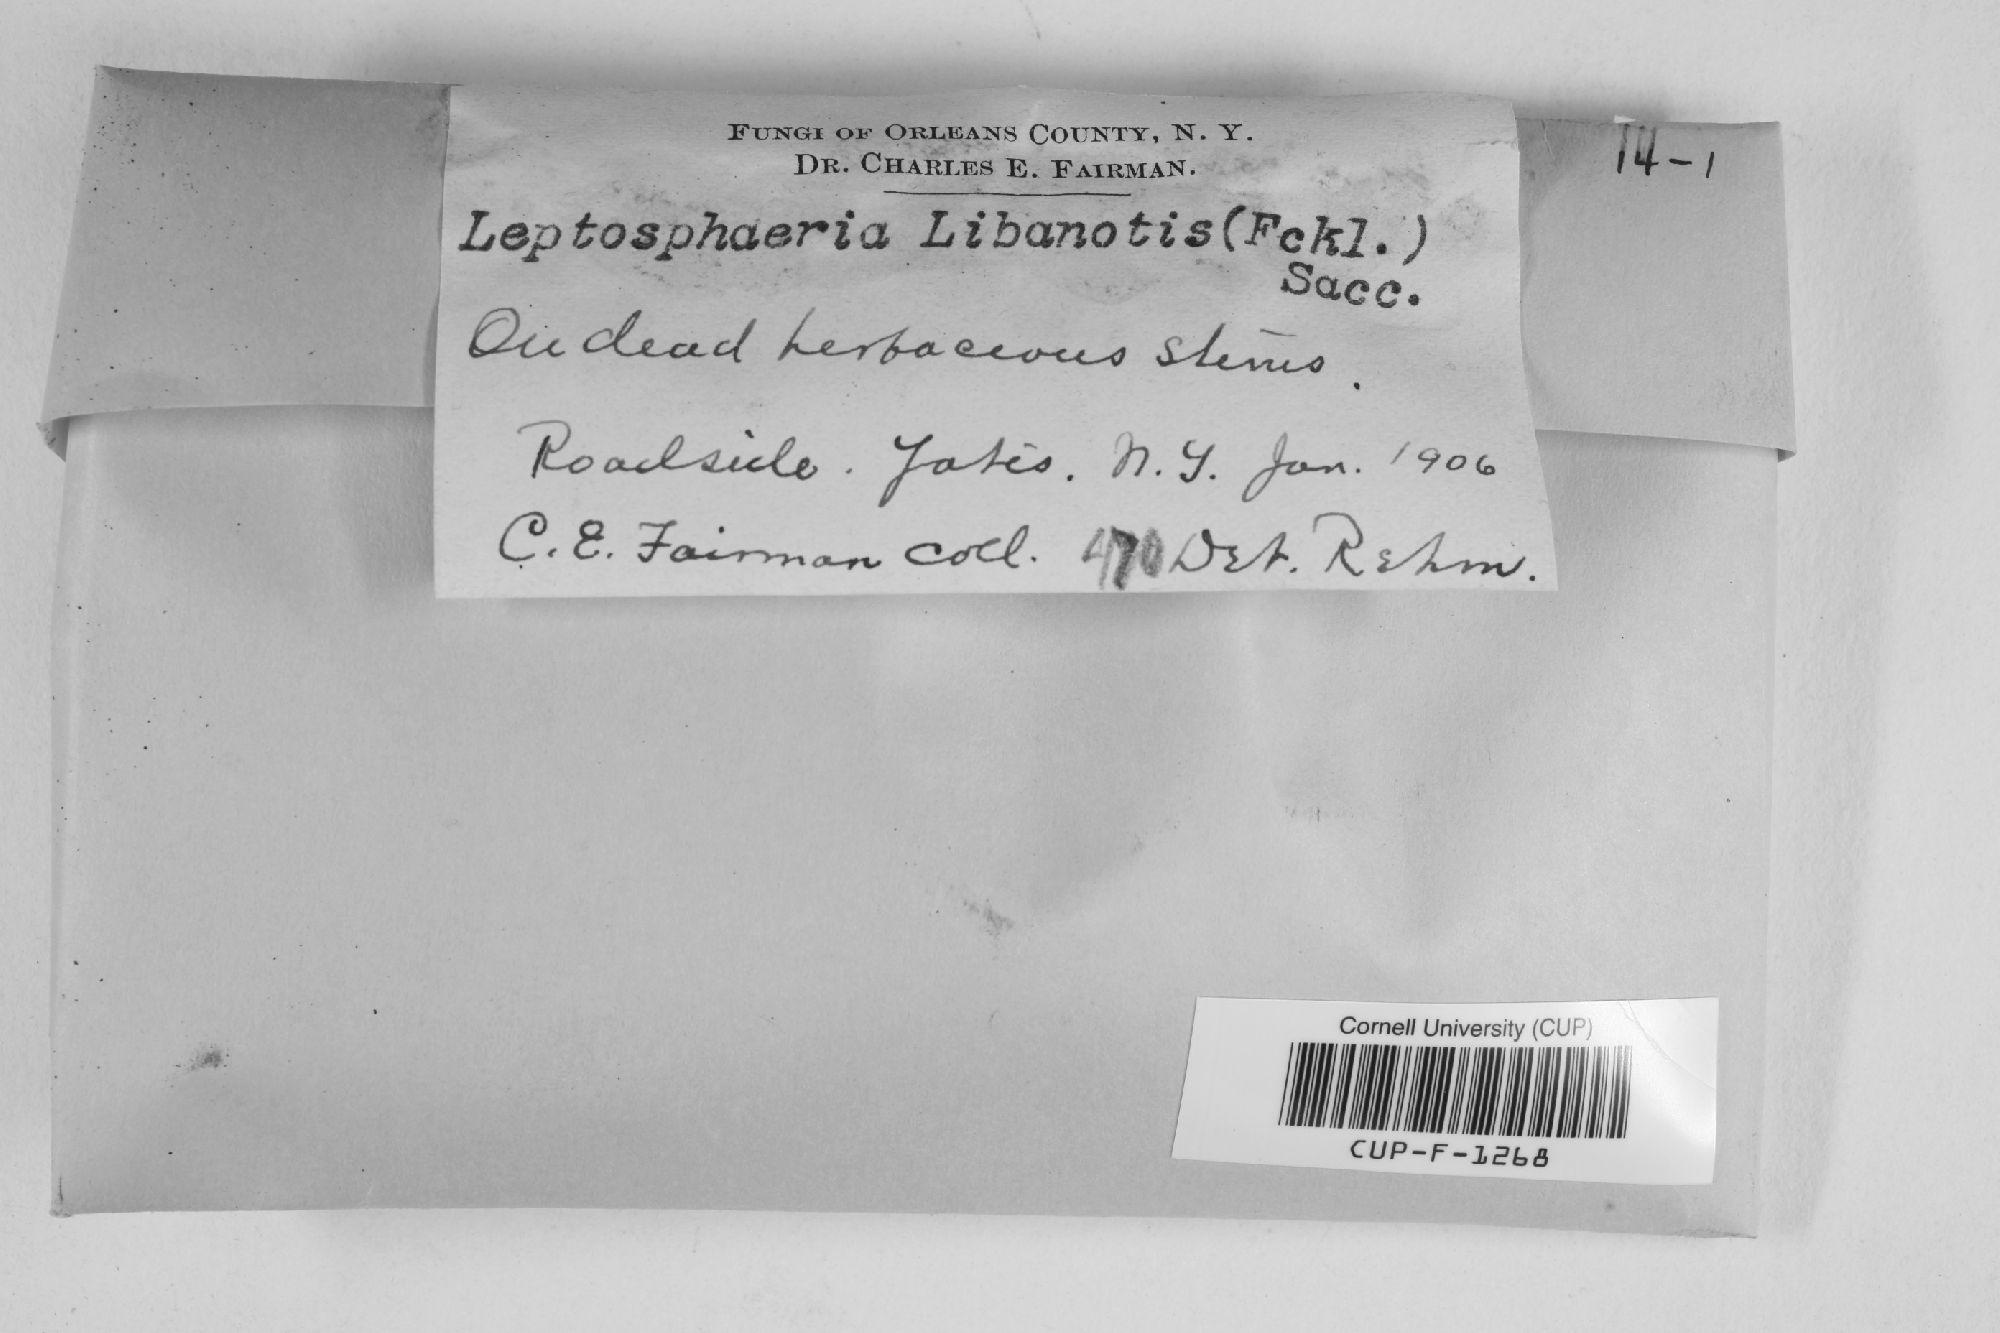 FUNGI OF ORLEANS COUNTY, N. Y.
DR. CHARLES E. FAIRMAN.
14-1
Leptosphaeria Libanotis (Fckl.)
Sacc.
On dead herbaceous stems.
Roadside. Yates. N.Y. Jan. 1906
C. E. Fairman coll. 470 Det. Rehm.
Cornell University (CUP)
CUP-F-1268